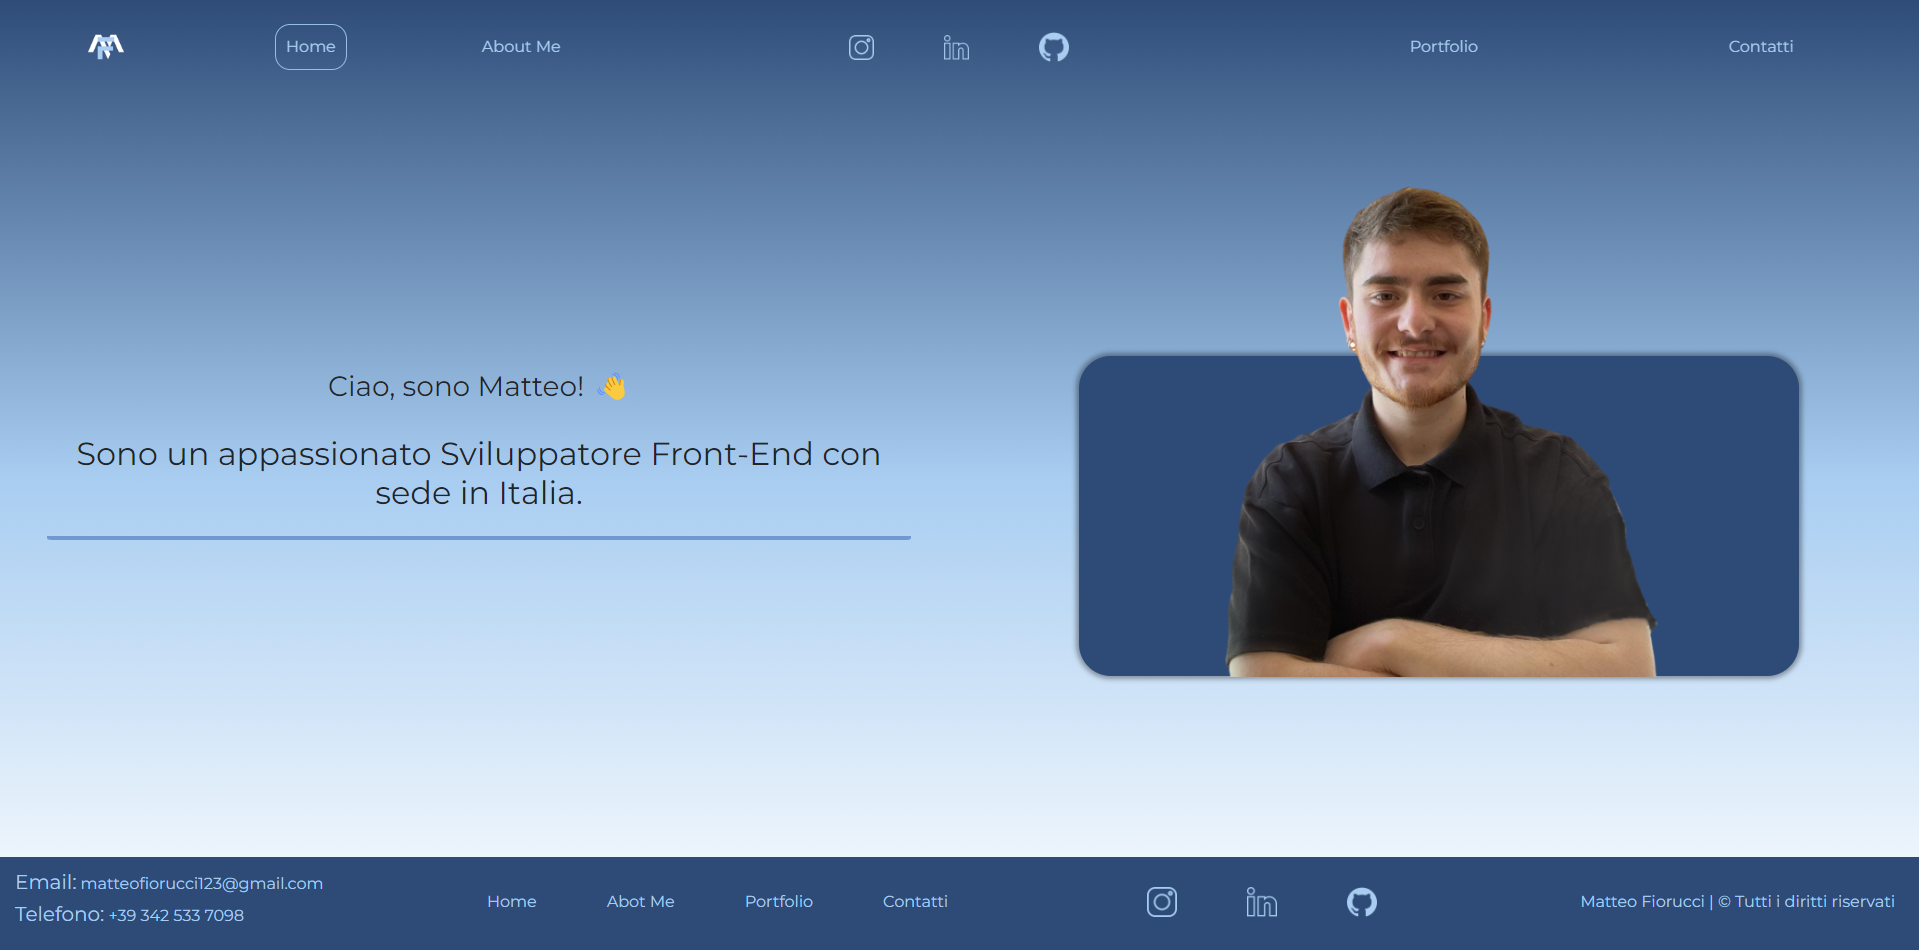 Home
About Me
Portfolio
Contatti
Ciao, sono Matteo! 👋
Sono un appassionato Sviluppatore Front-End con
sede in Italia.
Email: matteofiorucci123@gmail.com
Telefono: +39 342 533 7098
Home
Abot Me
Portfolio
Contatti
Matteo Fiorucci | © Tutti i diritti riservati